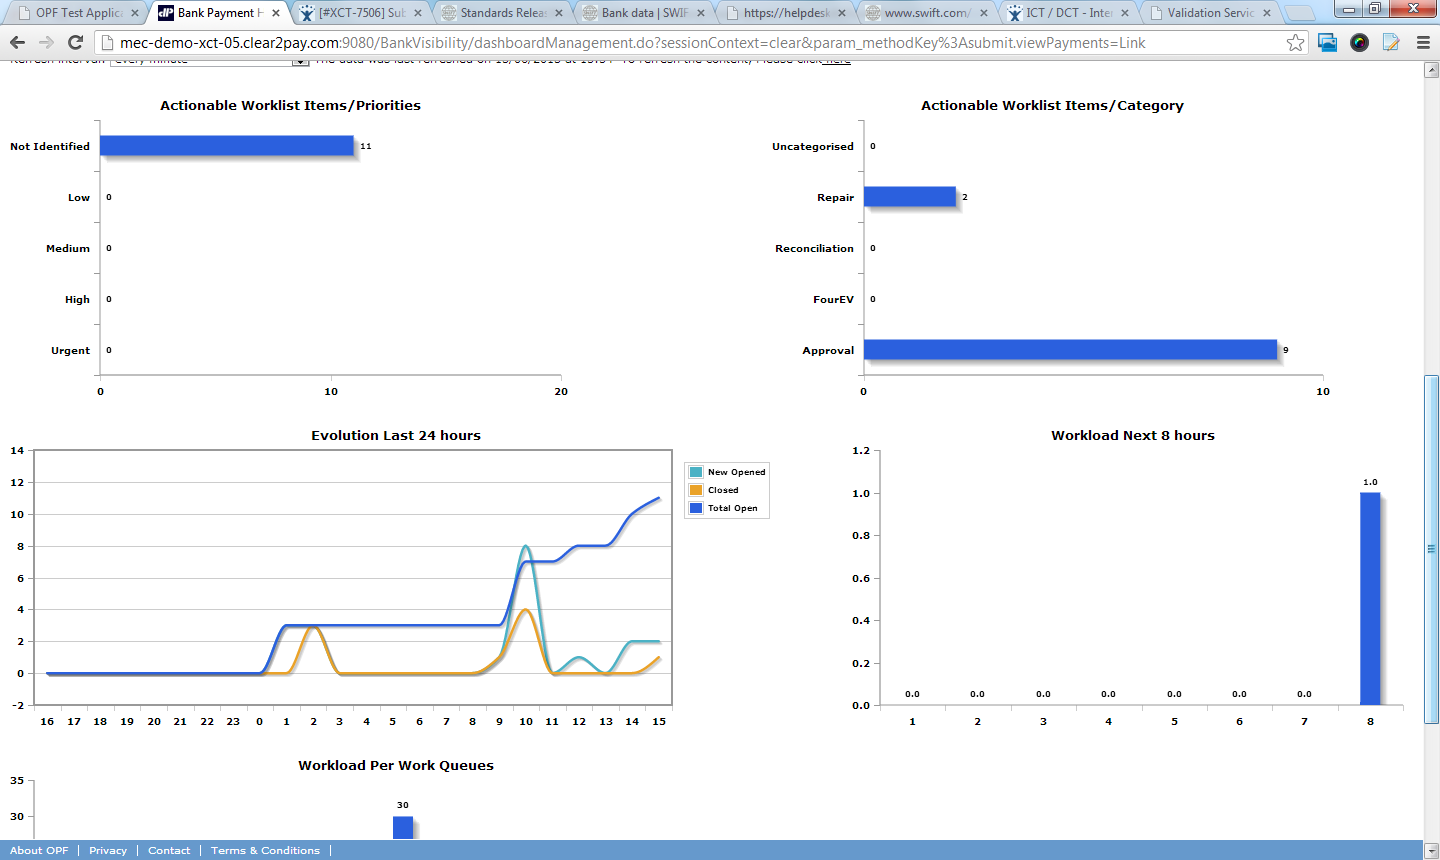 OPF Test Applica
Bank Payment H
[#XCT-7506] Sub
Standards Releas
Bank data | SWIF
https://helpdesk
www.swift.com/
ICT / DCT - Inter
Validation Servic
mec-demo-xct-05.clear2pay.com:9080/BankVisibility/dashboardManagement.do?sessionContext=clear&param_methodKey%3Asubmit.viewPayments=Link
Actionable Worklist Items/Priorities
Not Identified 11
Low 0
Medium 0
High 0
Urgent 0
0 10 20
Actionable Worklist Items/Category
Uncategorised 0
Repair 2
Reconciliation 0
FourEV 0
Approval 9
0 10
Evolution Last 24 hours
14
12
10
8
6
4
2
0
-2
16 17 18 19 20 21 22 23 0 1 2 3 4 5 6 7 8 9 10 11 12 13 14 15
New Opened
Closed
Total Open
Workload Next 8 hours
1.2
1.0
0.8
0.6
0.4
0.2
0.0
0.0 0.0 0.0 0.0 0.0 0.0 0.0 1.0
1 2 3 4 5 6 7 8
Workload Per Work Queues
35
30
30
About OPF | Privacy | Contact | Terms & Conditions |